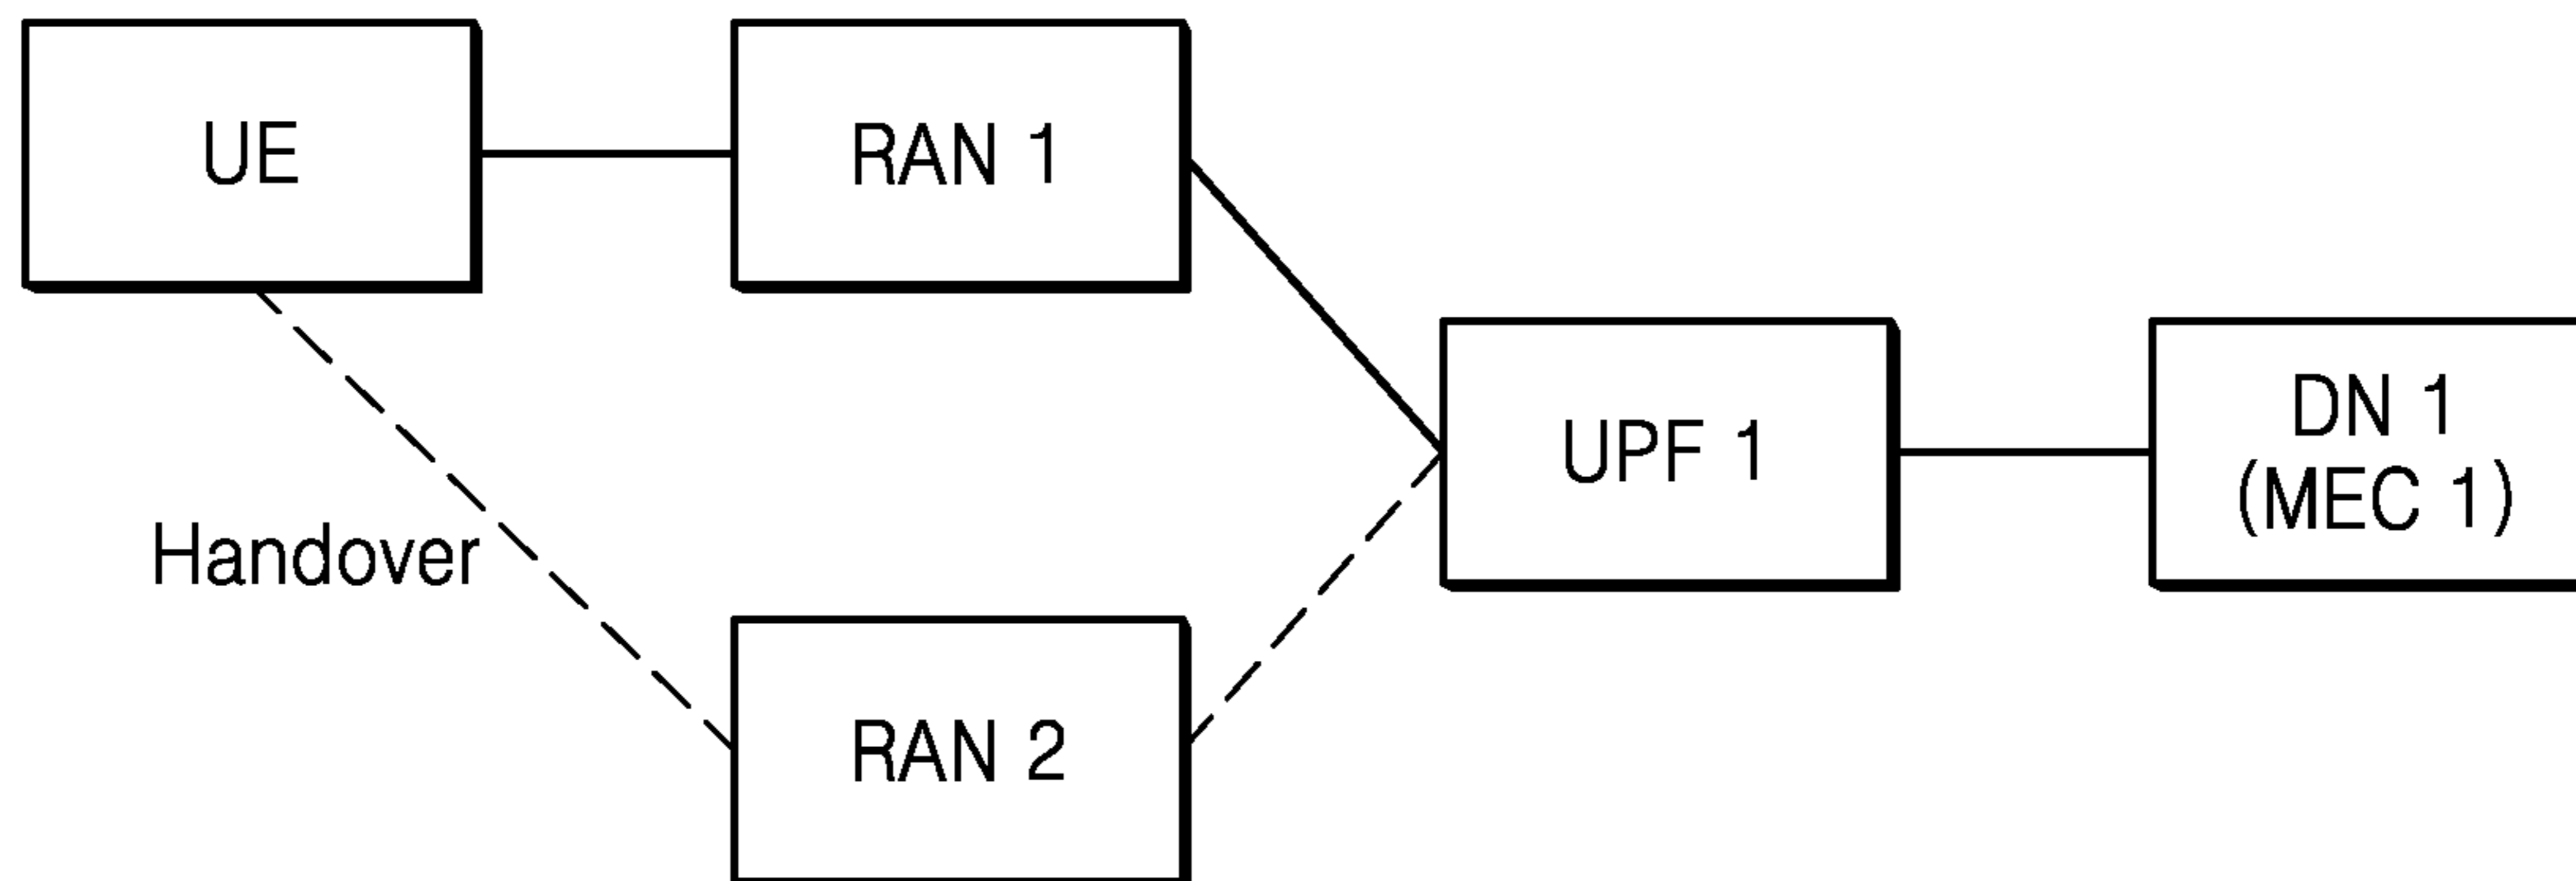 UE
RAN 1
UPF 1
DN 1
(MEC 1)
Handover
RAN 2